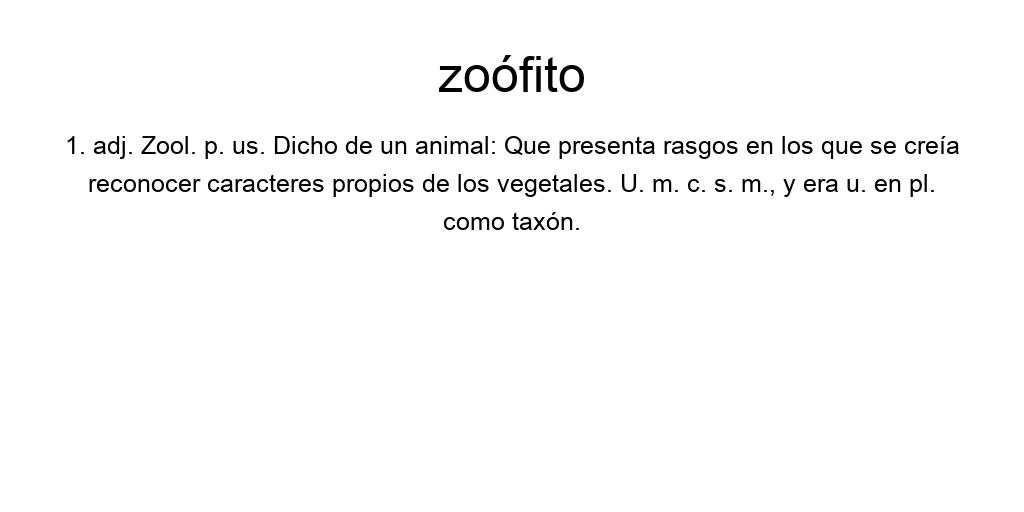 zoófito
1. adj. Zool. p. us. Dicho de un animal: Que presenta rasgos en los que se creía
reconocer caracteres propios de los vegetales. U. m. c. s. m., y era u. en pl.
como taxón.